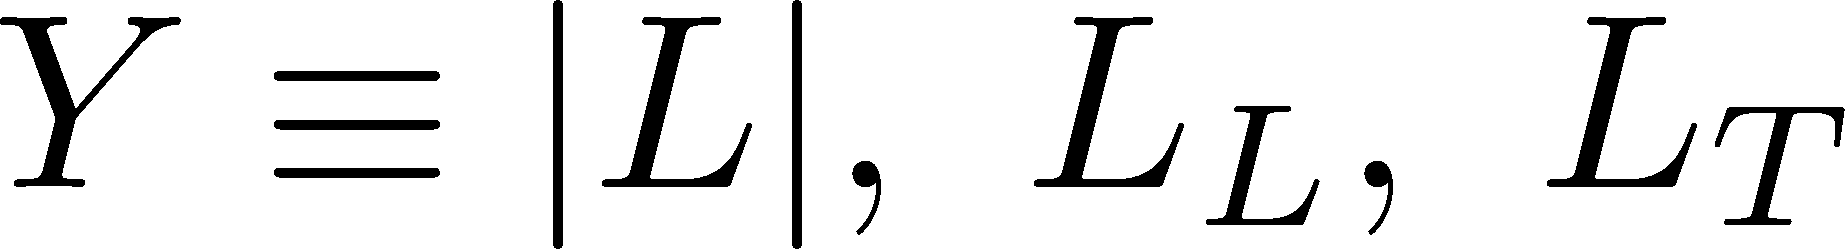 Y ≡ |L|, L_L, L_T